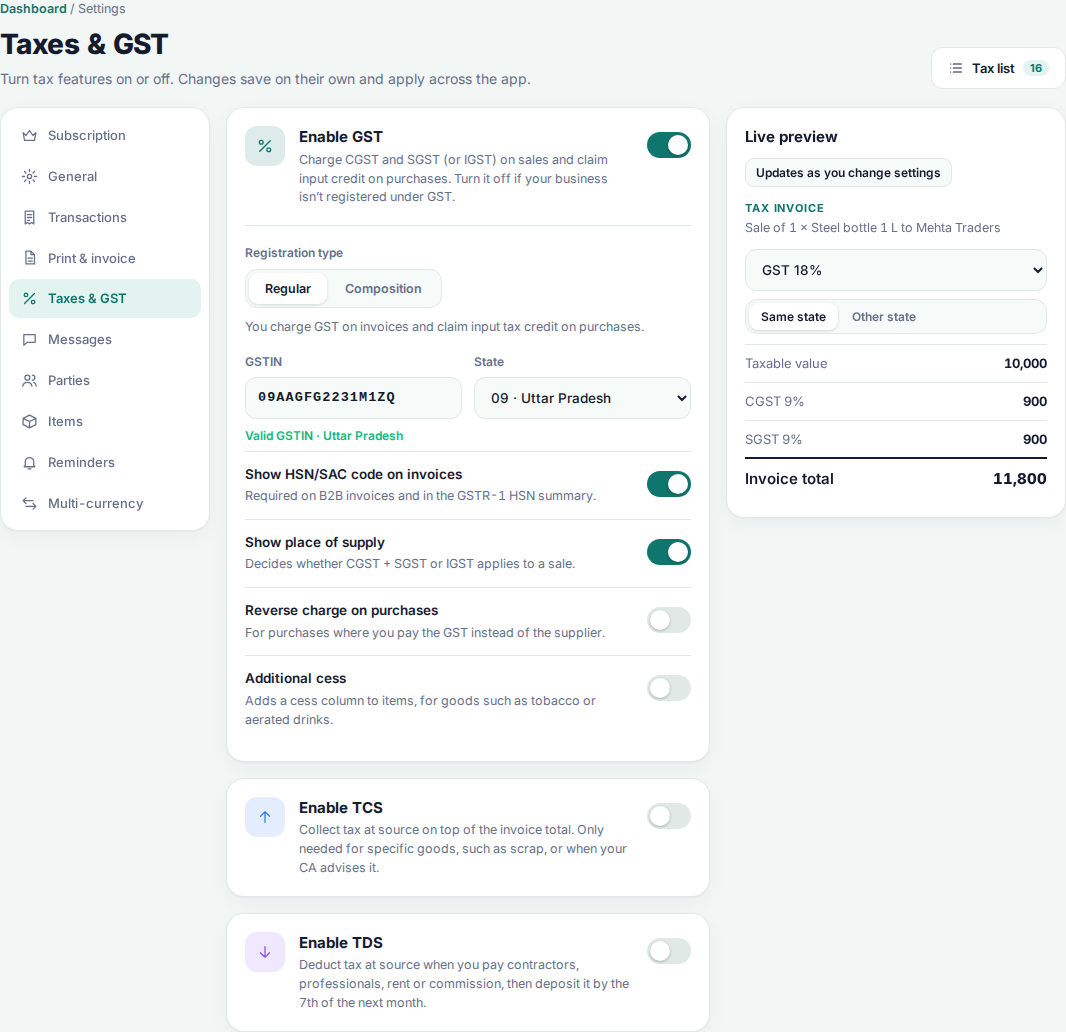 Dashboard / Settings
Taxes & GST
Turn tax features on or off. Changes save on their own and apply across the app.
Tax list 16
Subscription
General
Transactions
Print & invoice
Taxes & GST
Messages
Parties
Items
Reminders
Multi-currency
Enable GST
Charge CGST and SGST (or IGST) on sales and claim
input credit on purchases. Turn it off if your business
isn't registered under GST.
Registration type
Regular Composition
You charge GST on invoices and claim input tax credit on purchases.
GSTIN State
09AAGFG2231M1ZQ 09 · Uttar Pradesh
Valid GSTIN · Uttar Pradesh
Show HSN/SAC code on invoices
Required on B2B invoices and in the GSTR-1 HSN summary.
Show place of supply
Decides whether CGST + SGST or IGST applies to a sale.
Reverse charge on purchases
For purchases where you pay the GST instead of the supplier.
Additional cess
Adds a cess column to items, for goods such as tobacco or
aerated drinks.
Enable TCS
Collect tax at source on top of the invoice total. Only
needed for specific goods, such as scrap, or when your
CA advises it.
Enable TDS
Deduct tax at source when you pay contractors,
professionals, rent or commission, then deposit it by the
7th of the next month.
Live preview
Updates as you change settings
TAX INVOICE
Sale of 1 × Steel bottle 1 L to Mehta Traders
GST 18%
Same state Other state
Taxable value 10,000
CGST 9% 900
SGST 9% 900
Invoice total 11,800